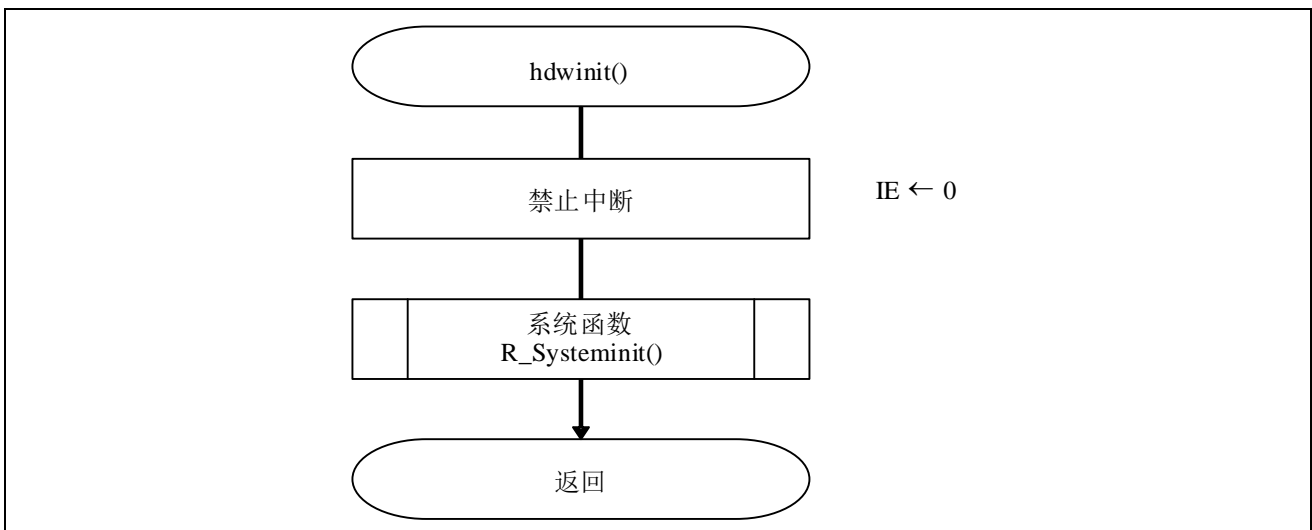 hdwinit()
禁止中断
IE ← 0
系统函数
R_Systeminit()
返回